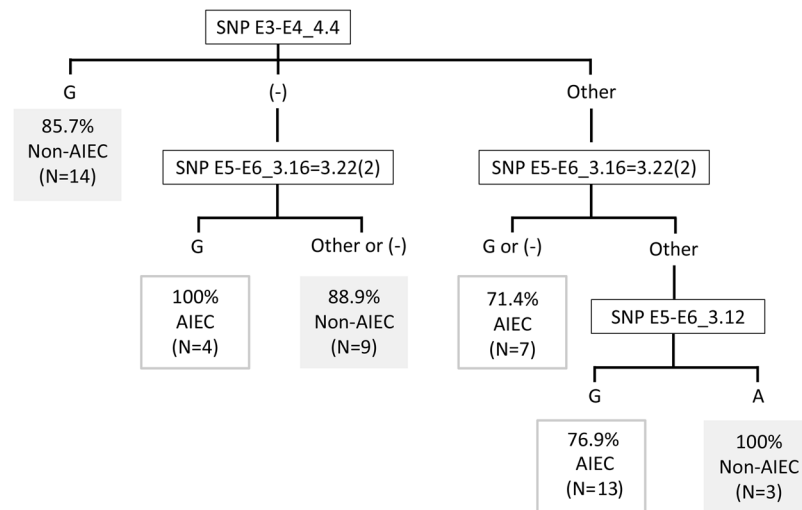 SNP E3-E4_4.4
G
(-)
Other
85.7%
Non-AIEC
(N=14)
SNP E5-E6_3.16=3.22(2)
SNP E5-E6_3.16=3.22(2)
G
Other or (-)
G or (-)
Other
100%
AIEC
(N=4)
88.9%
Non-AIEC
(N=9)
71.4%
AIEC
(N=7)
SNP E5-E6_3.12
G
A
76.9%
AIEC
(N=13)
100%
Non-AIEC
(N=3)